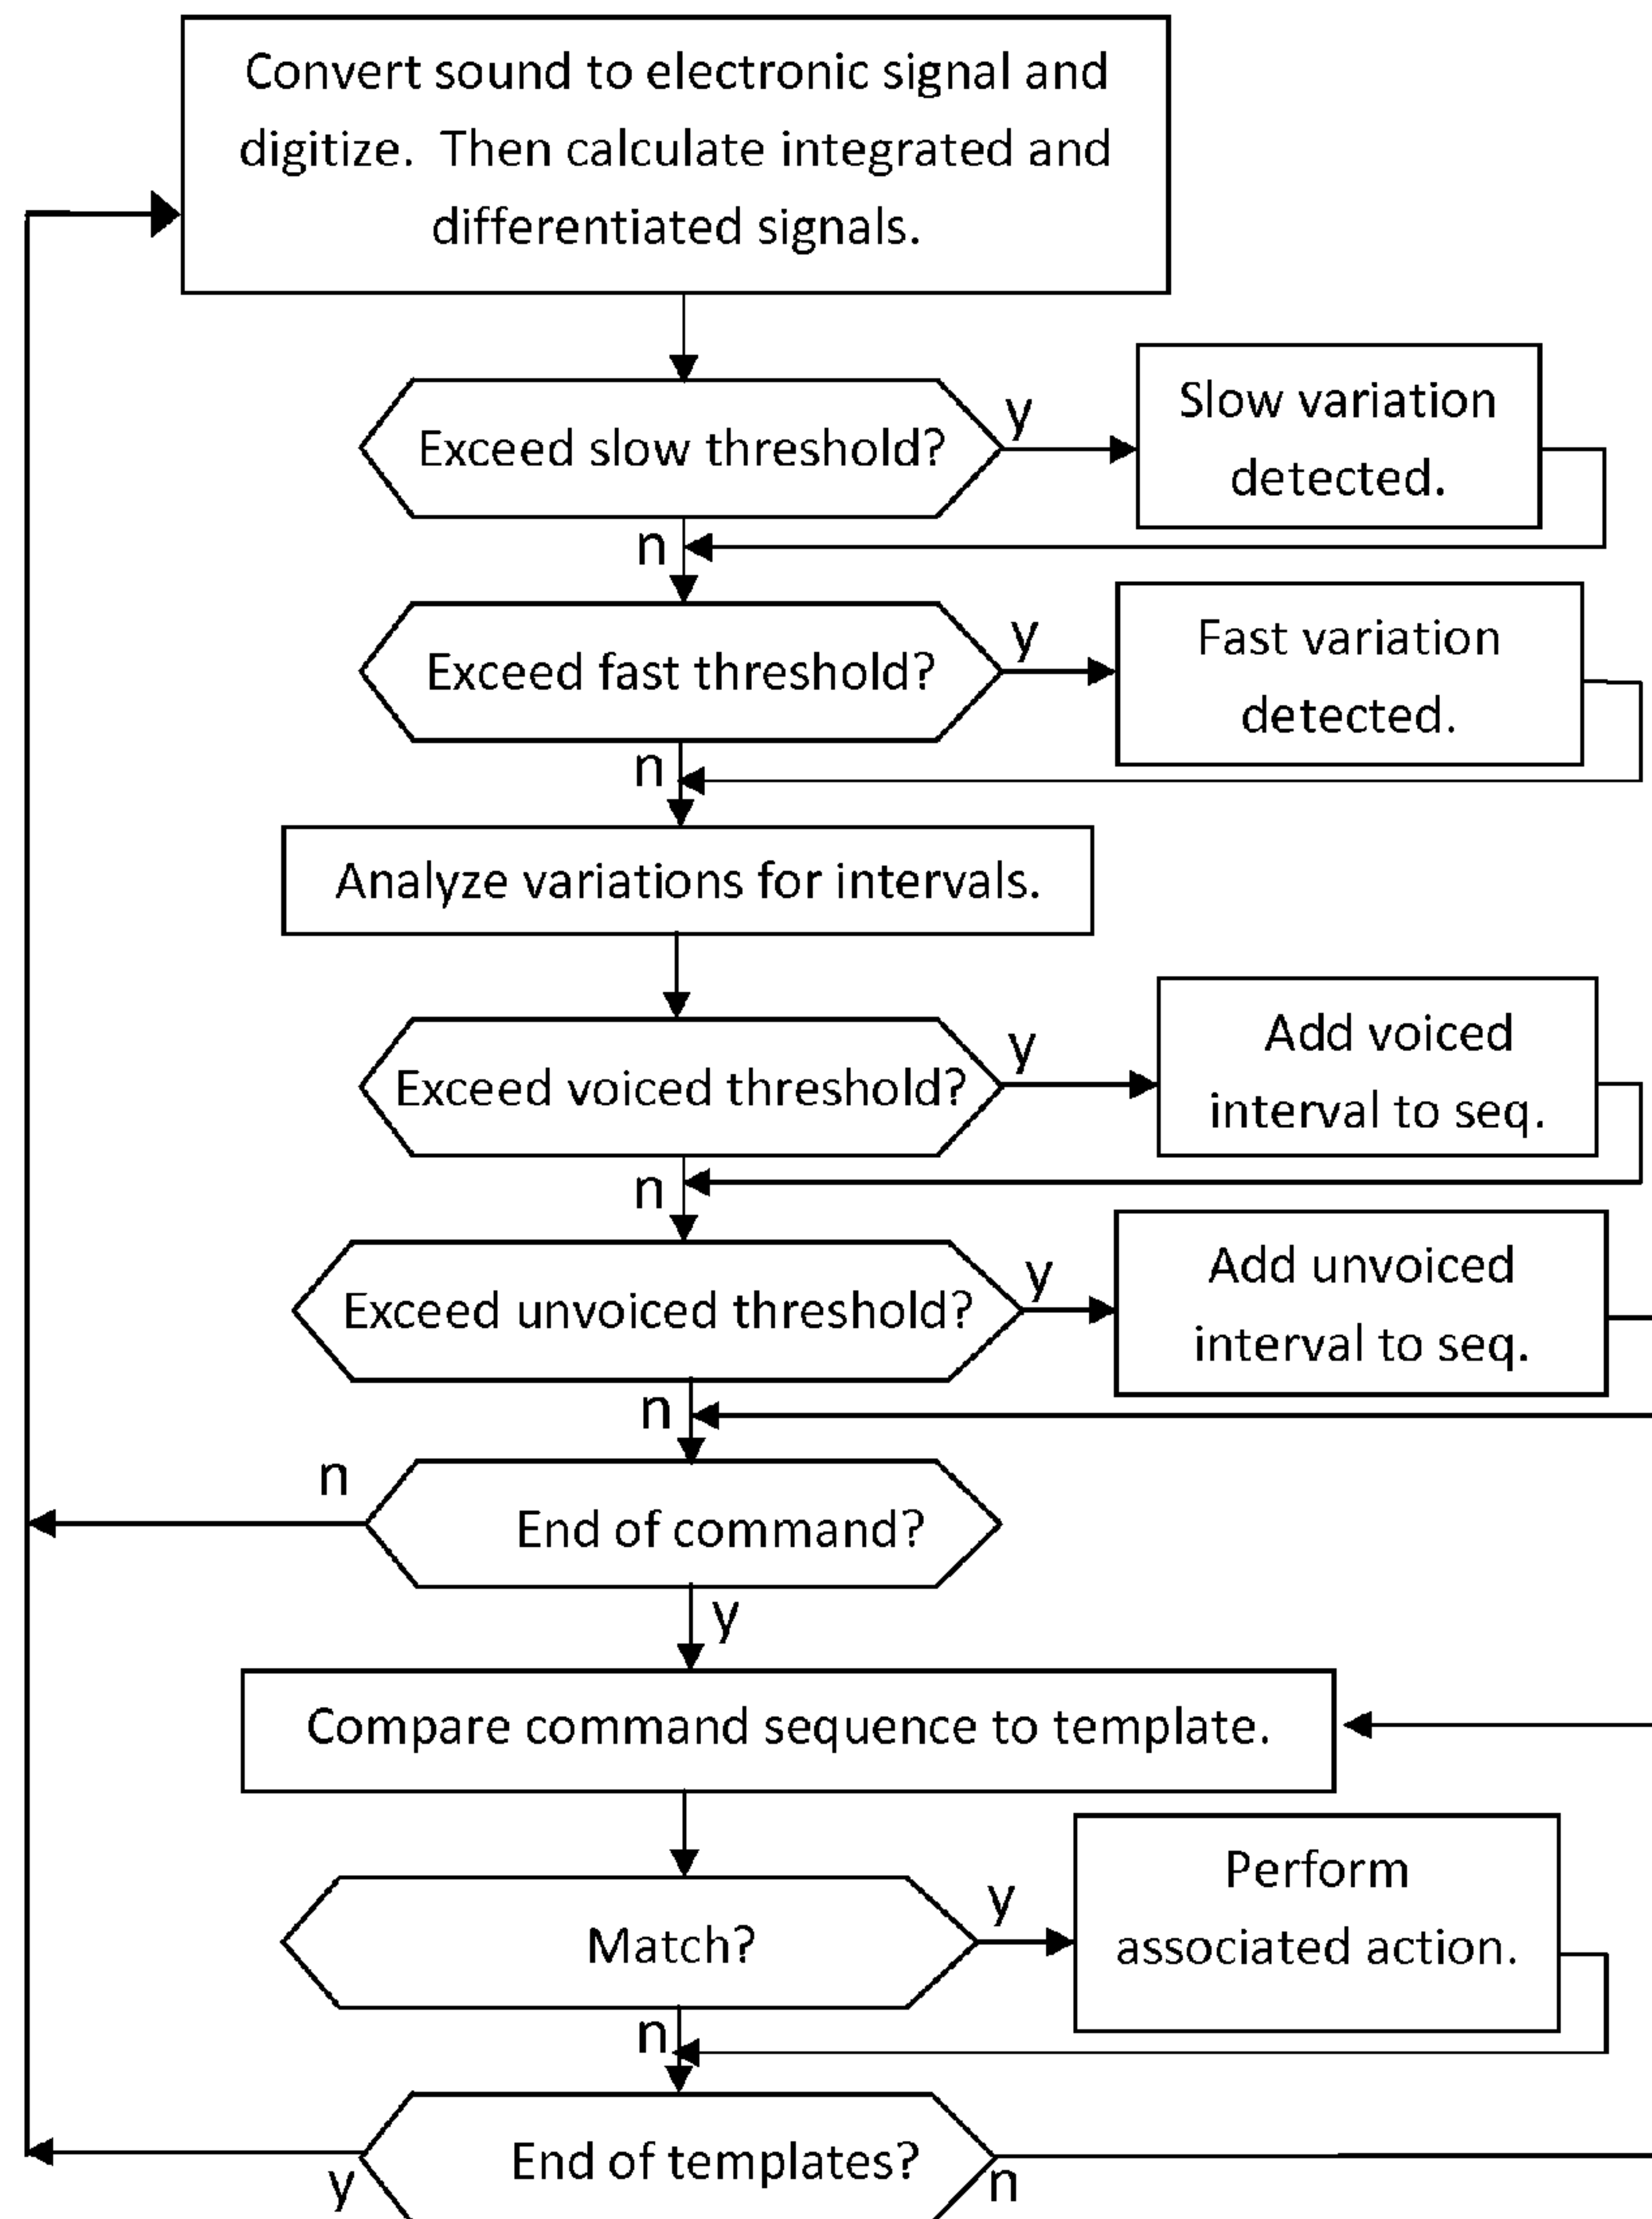 Convert sound to electronic signal and
digitize.  Then calculate integrated and
differentiated signals.
Exceed slow threshold?
y
Slow variation
detected.
n
Exceed fast threshold?
y
Fast variation
detected.
n
Analyze variations for intervals.
Exceed voiced threshold?
y
Add voiced
interval to seq.
n
Exceed unvoiced threshold?
y
Add unvoiced
interval to seq.
n
n
End of command?
y
Compare command sequence to template.
Match?
y
Perform
associated action.
n
End of templates?
y
n